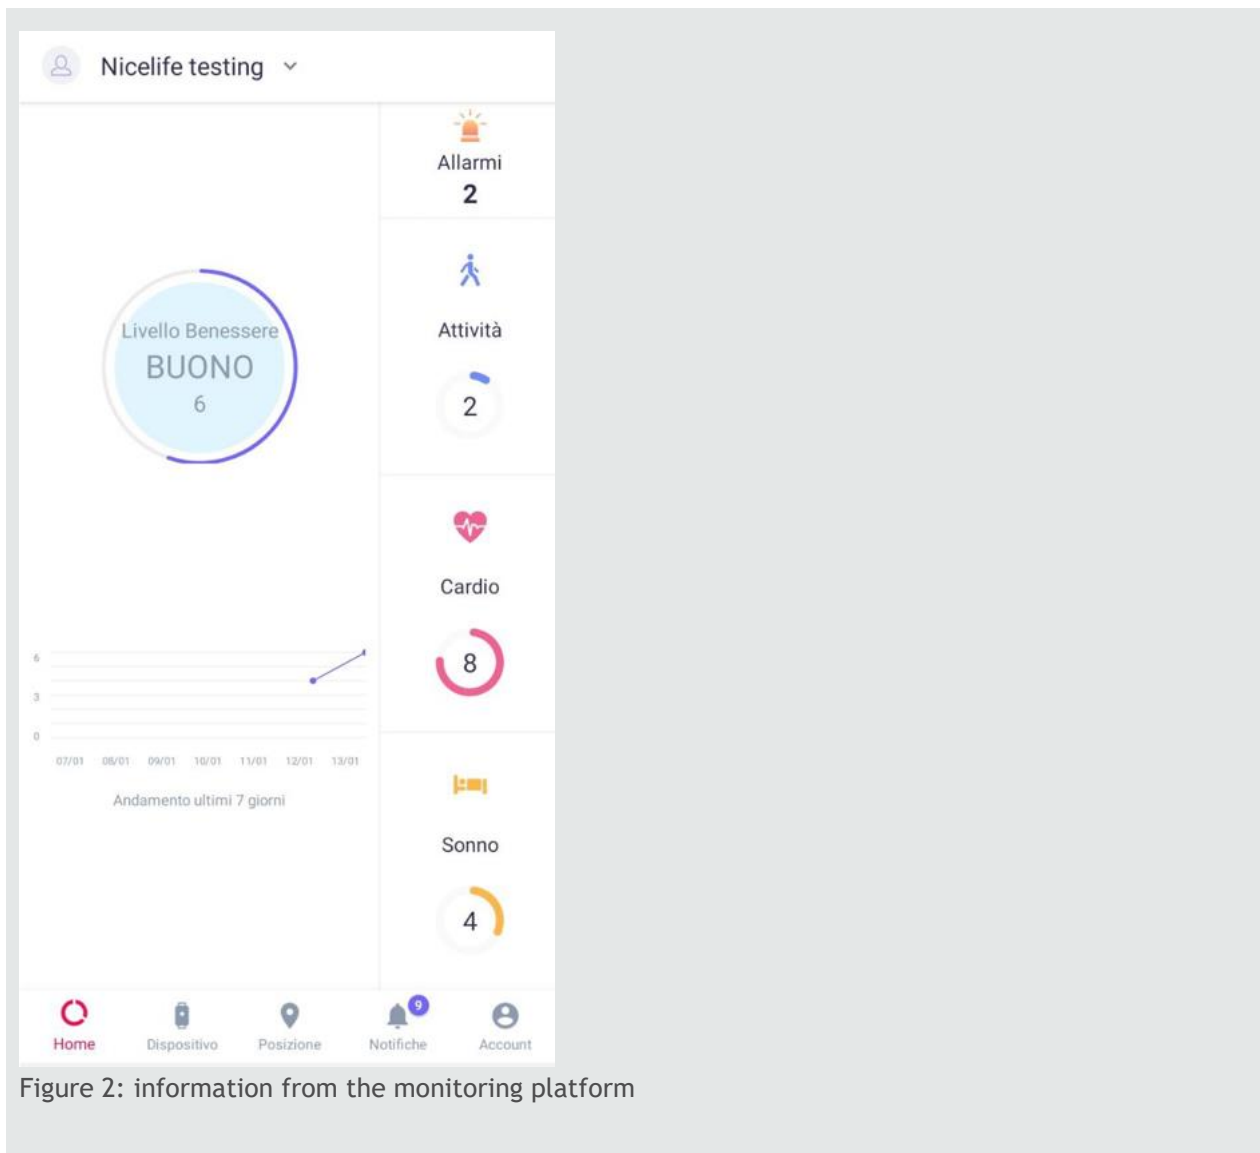 Nicelife testing
Allarmi
2
Livello Benessere
BUONO
6
Attività
2
Cardio
8
6
3
0
07/01 08/01 09/01 10/01 11/01 12/01 13/01
Andamento ultimi 7 giorni
Sonno
4
9
Home Dispositivo Posizione Notifiche Account
Figure 2: information from the monitoring platform